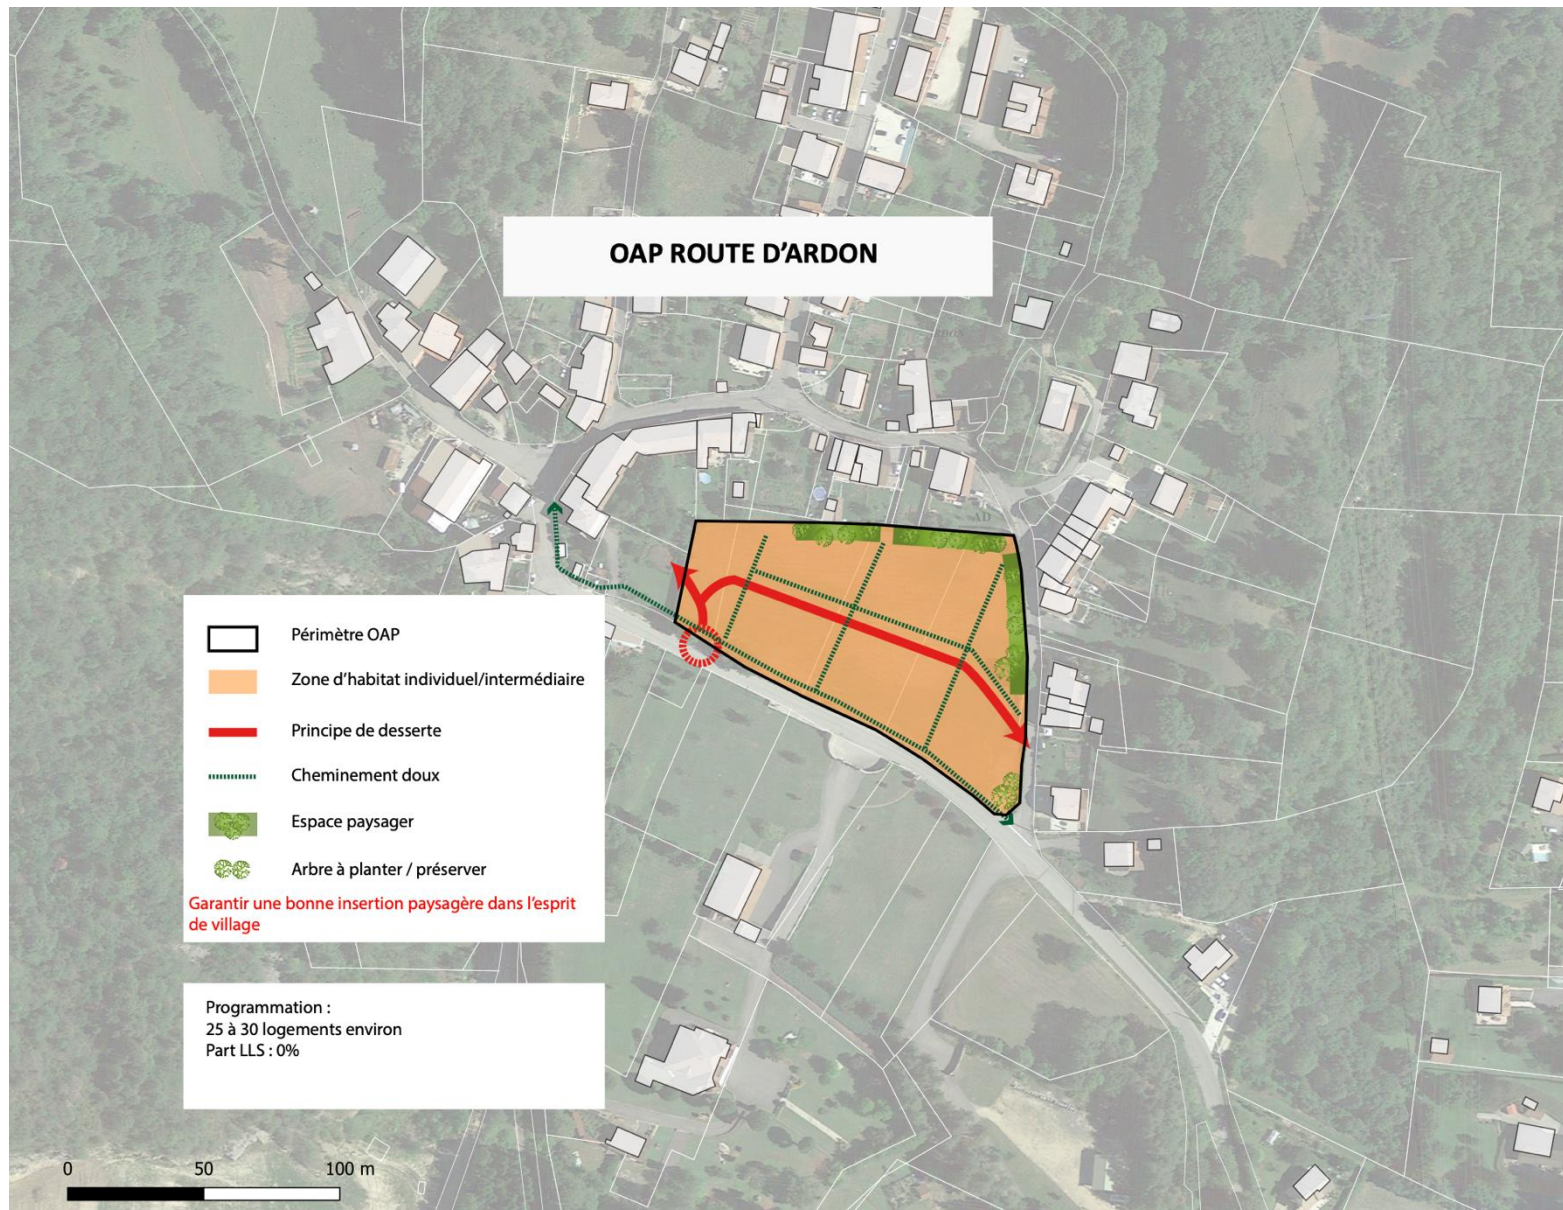 OAP ROUTE D'ARDON
RDON
AD
Périmètre OAP
Zone d'habitat individuel/intermédiaire
Principe de desserte
Cheminement doux
Espace paysager
Arbre à planter / préserver
Garantir une bonne insertion paysagère dans l'esprit
de village
Programmation :
25 à 30 logements environ
Part LLS : 0%
0 50 100 m